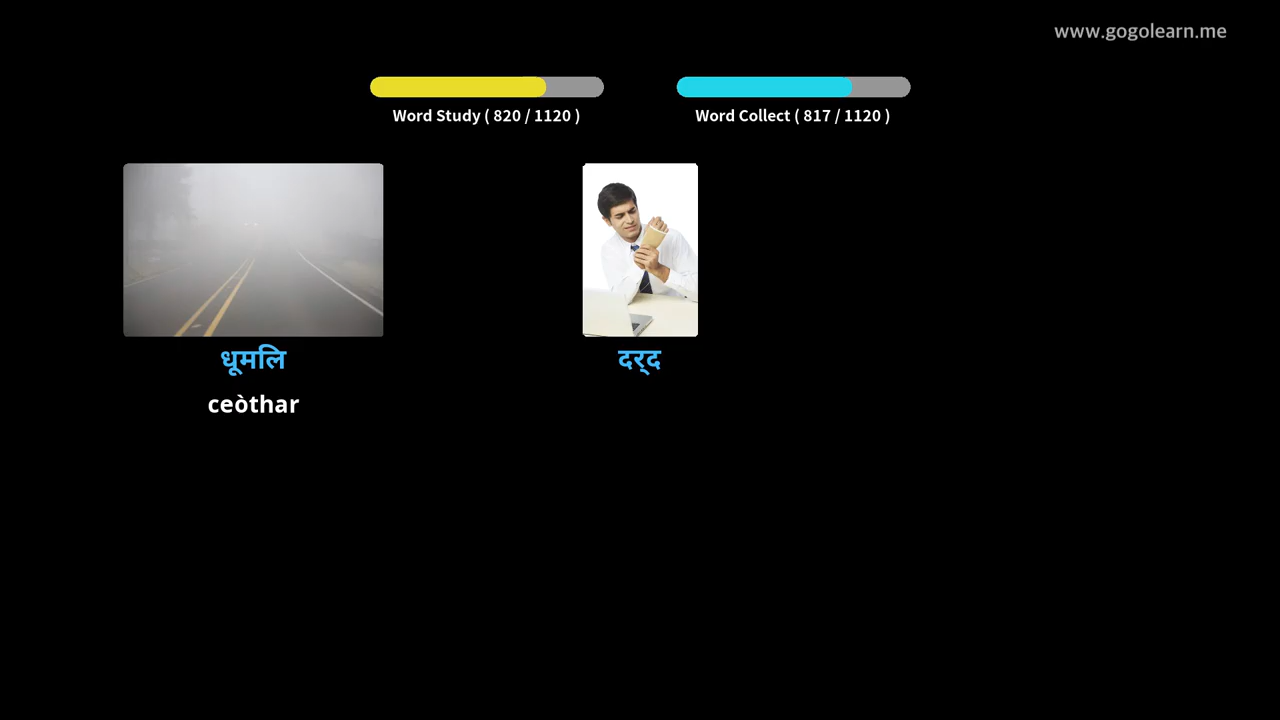 www.gogolearn.me
Word Study ( 820 / 1120 )
Word Collect ( 817 / 1120 )
धूमलि
दर्‌द
ceòthar